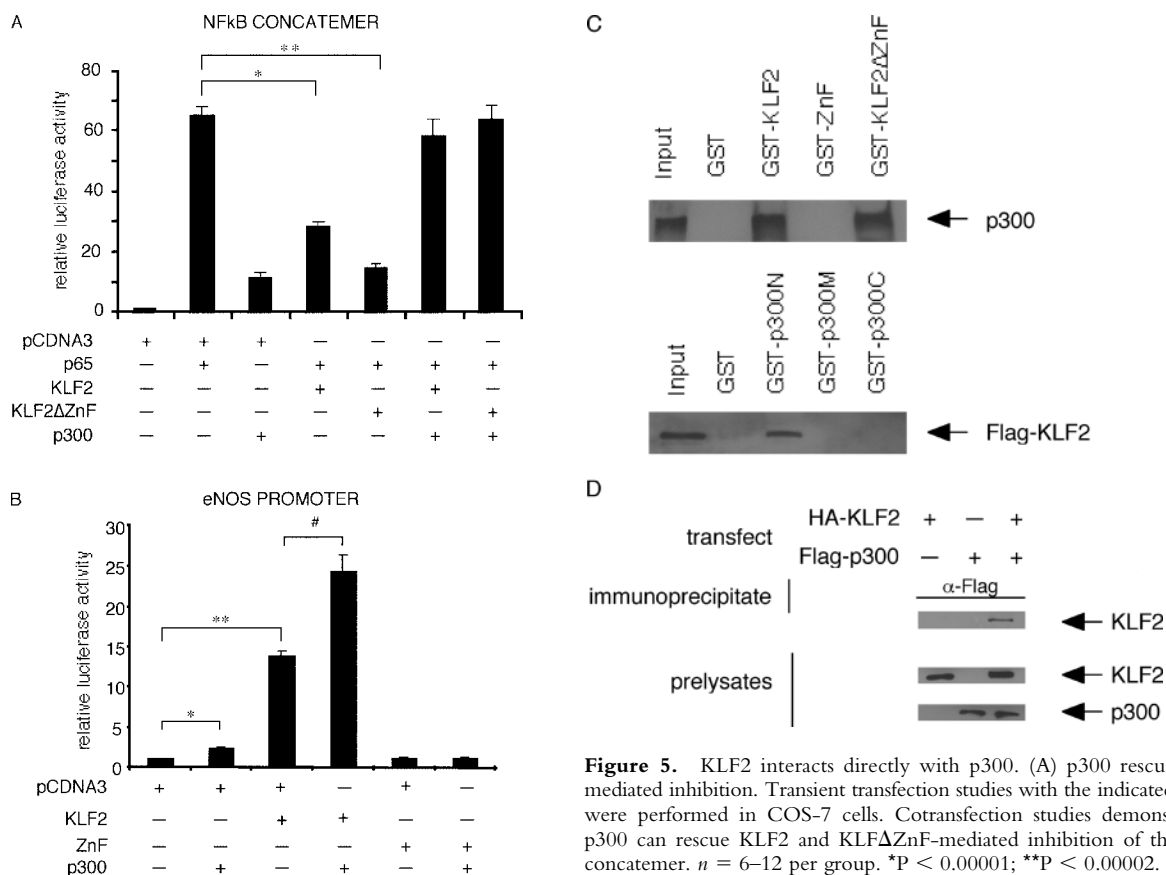 A
NFkB CONCATEMER
**
*
80
60
40
20
0
relative luciferase activity
pCDNA3 + + + — — — —
p65 — + — + + + +
KLF2 — — — + — + —
KLF2ΔZnF — — — — + — +
p300 — — + — — + +
B
eNOS PROMOTER
#
**
*
30
25
20
15
10
5
0
relative luciferase activity
pCDNA3 + + + — + —
KLF2 — — + + — —
ZnF — — — — + +
p300 — + — + — +
C
Input
GST
GST-KLF2
GST-ZnF
GST-KLF2ΔZnF
p300
Input
GST
GST-p300N
GST-p300M
GST-p300C
Flag-KLF2
D
HA-KLF2 + — +
transfect
Flag-p300 — + +
immunoprecipitate
α-Flag
KLF2
prelysates
KLF2
p300
Figure 5. KLF2 interacts directly with p300. (A) p300 rescu
mediated inhibition. Transient transfection studies with the indicated
were performed in COS-7 cells. Cotransfection studies demons
p300 can rescue KLF2 and KLFΔZnF-mediated inhibition of th
concatemer. n = 6–12 per group. *P < 0.00001; **P < 0.00002.